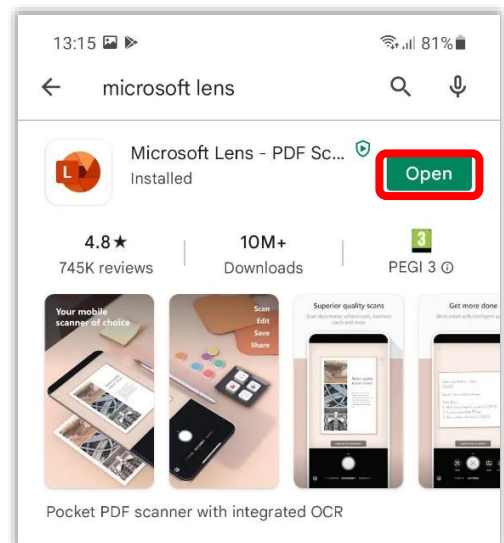 13:15 81%
microsoft lens
L
Microsoft Lens - PDF Sc...
Installed
Open
4.8★
745K reviews
10M+
Downloads
3
PEGI 3
Your mobile
scanner of choice
Scan
Edit
Save
Share
Superior quality scans
Get more done
Pocket PDF scanner with integrated OCR